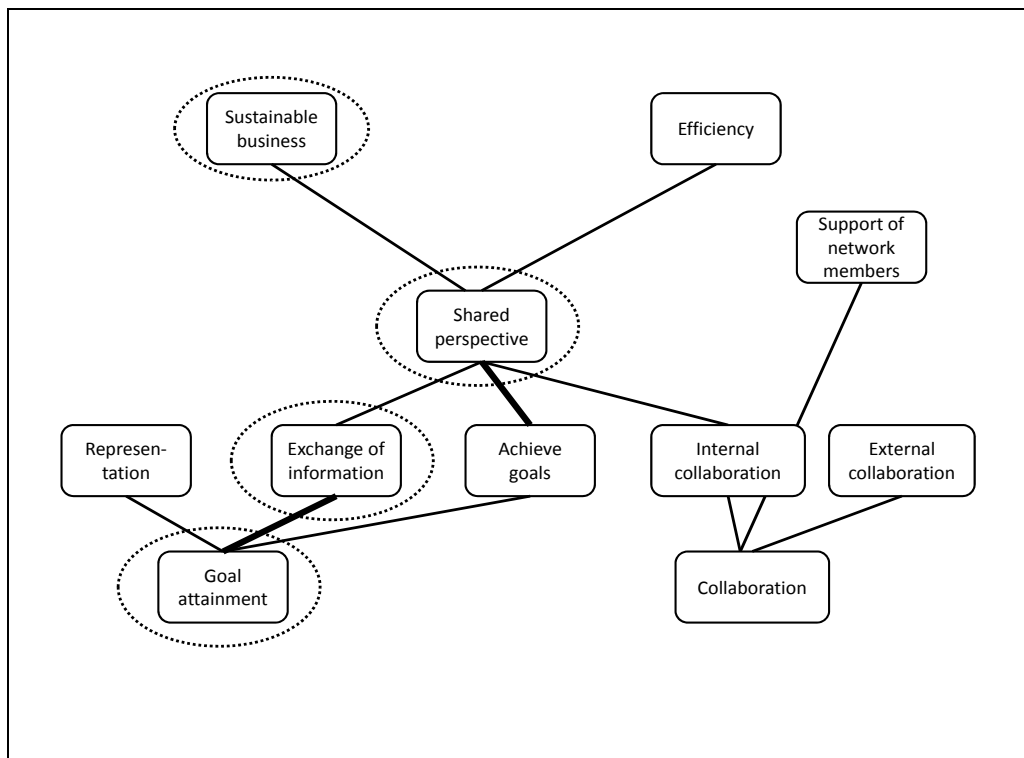 Sustainable
business
Efficiency
Support of
network
members
Shared
perspective
Represen-
tation
Exchange of
information
Achieve
goals
Internal
collaboration
External
collaboration
Goal
attainment
Collaboration